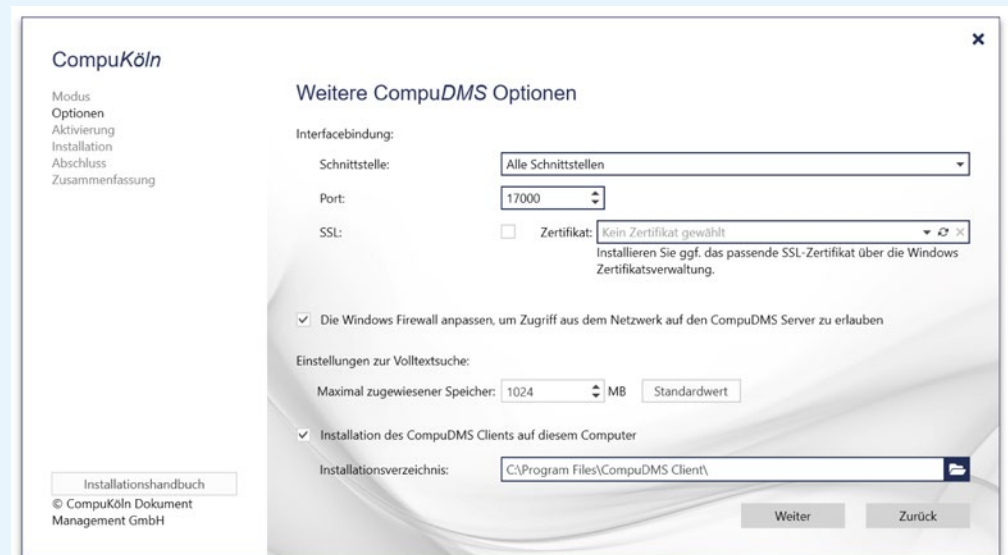 CompuKöln
Modus
Optionen
Aktivierung
Installation
Abschluss
Zusammenfassung
Weitere CompuDMS Optionen
Interfacebindung:
Schnittstelle: Alle Schnittstellen
Port: 17000
SSL: Zertifikat: Kein Zertifikat gewählt
Installieren Sie ggf. das passende SSL-Zertifikat über die Windows
Zertifikatsverwaltung.
Die Windows Firewall anpassen, um Zugriff aus dem Netzwerk auf den CompuDMS Server zu erlauben
Einstellungen zur Volltextsuche:
Maximal zugewiesener Speicher: 1024 MB Standardwert
Installation des CompuDMS Clients auf diesem Computer
Installationsverzeichnis: C:\Program Files\CompuDMS Client\
Installationshandbuch
© CompuKöln Dokument
Management GmbH
Weiter Zurück